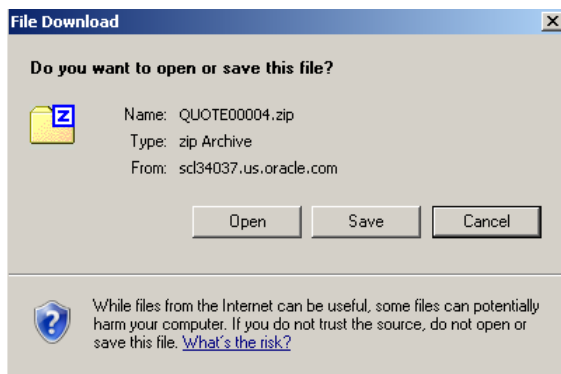 File Download
Do you want to open or save this file?
Z
Name: QUOTE00004.zip
Type: zip Archive
From: scl34037.us.oracle.com
Open Save Cancel
While files from the Internet can be useful, some files can potentially
harm your computer. If you do not trust the source, do not open or
save this file. What's the risk?